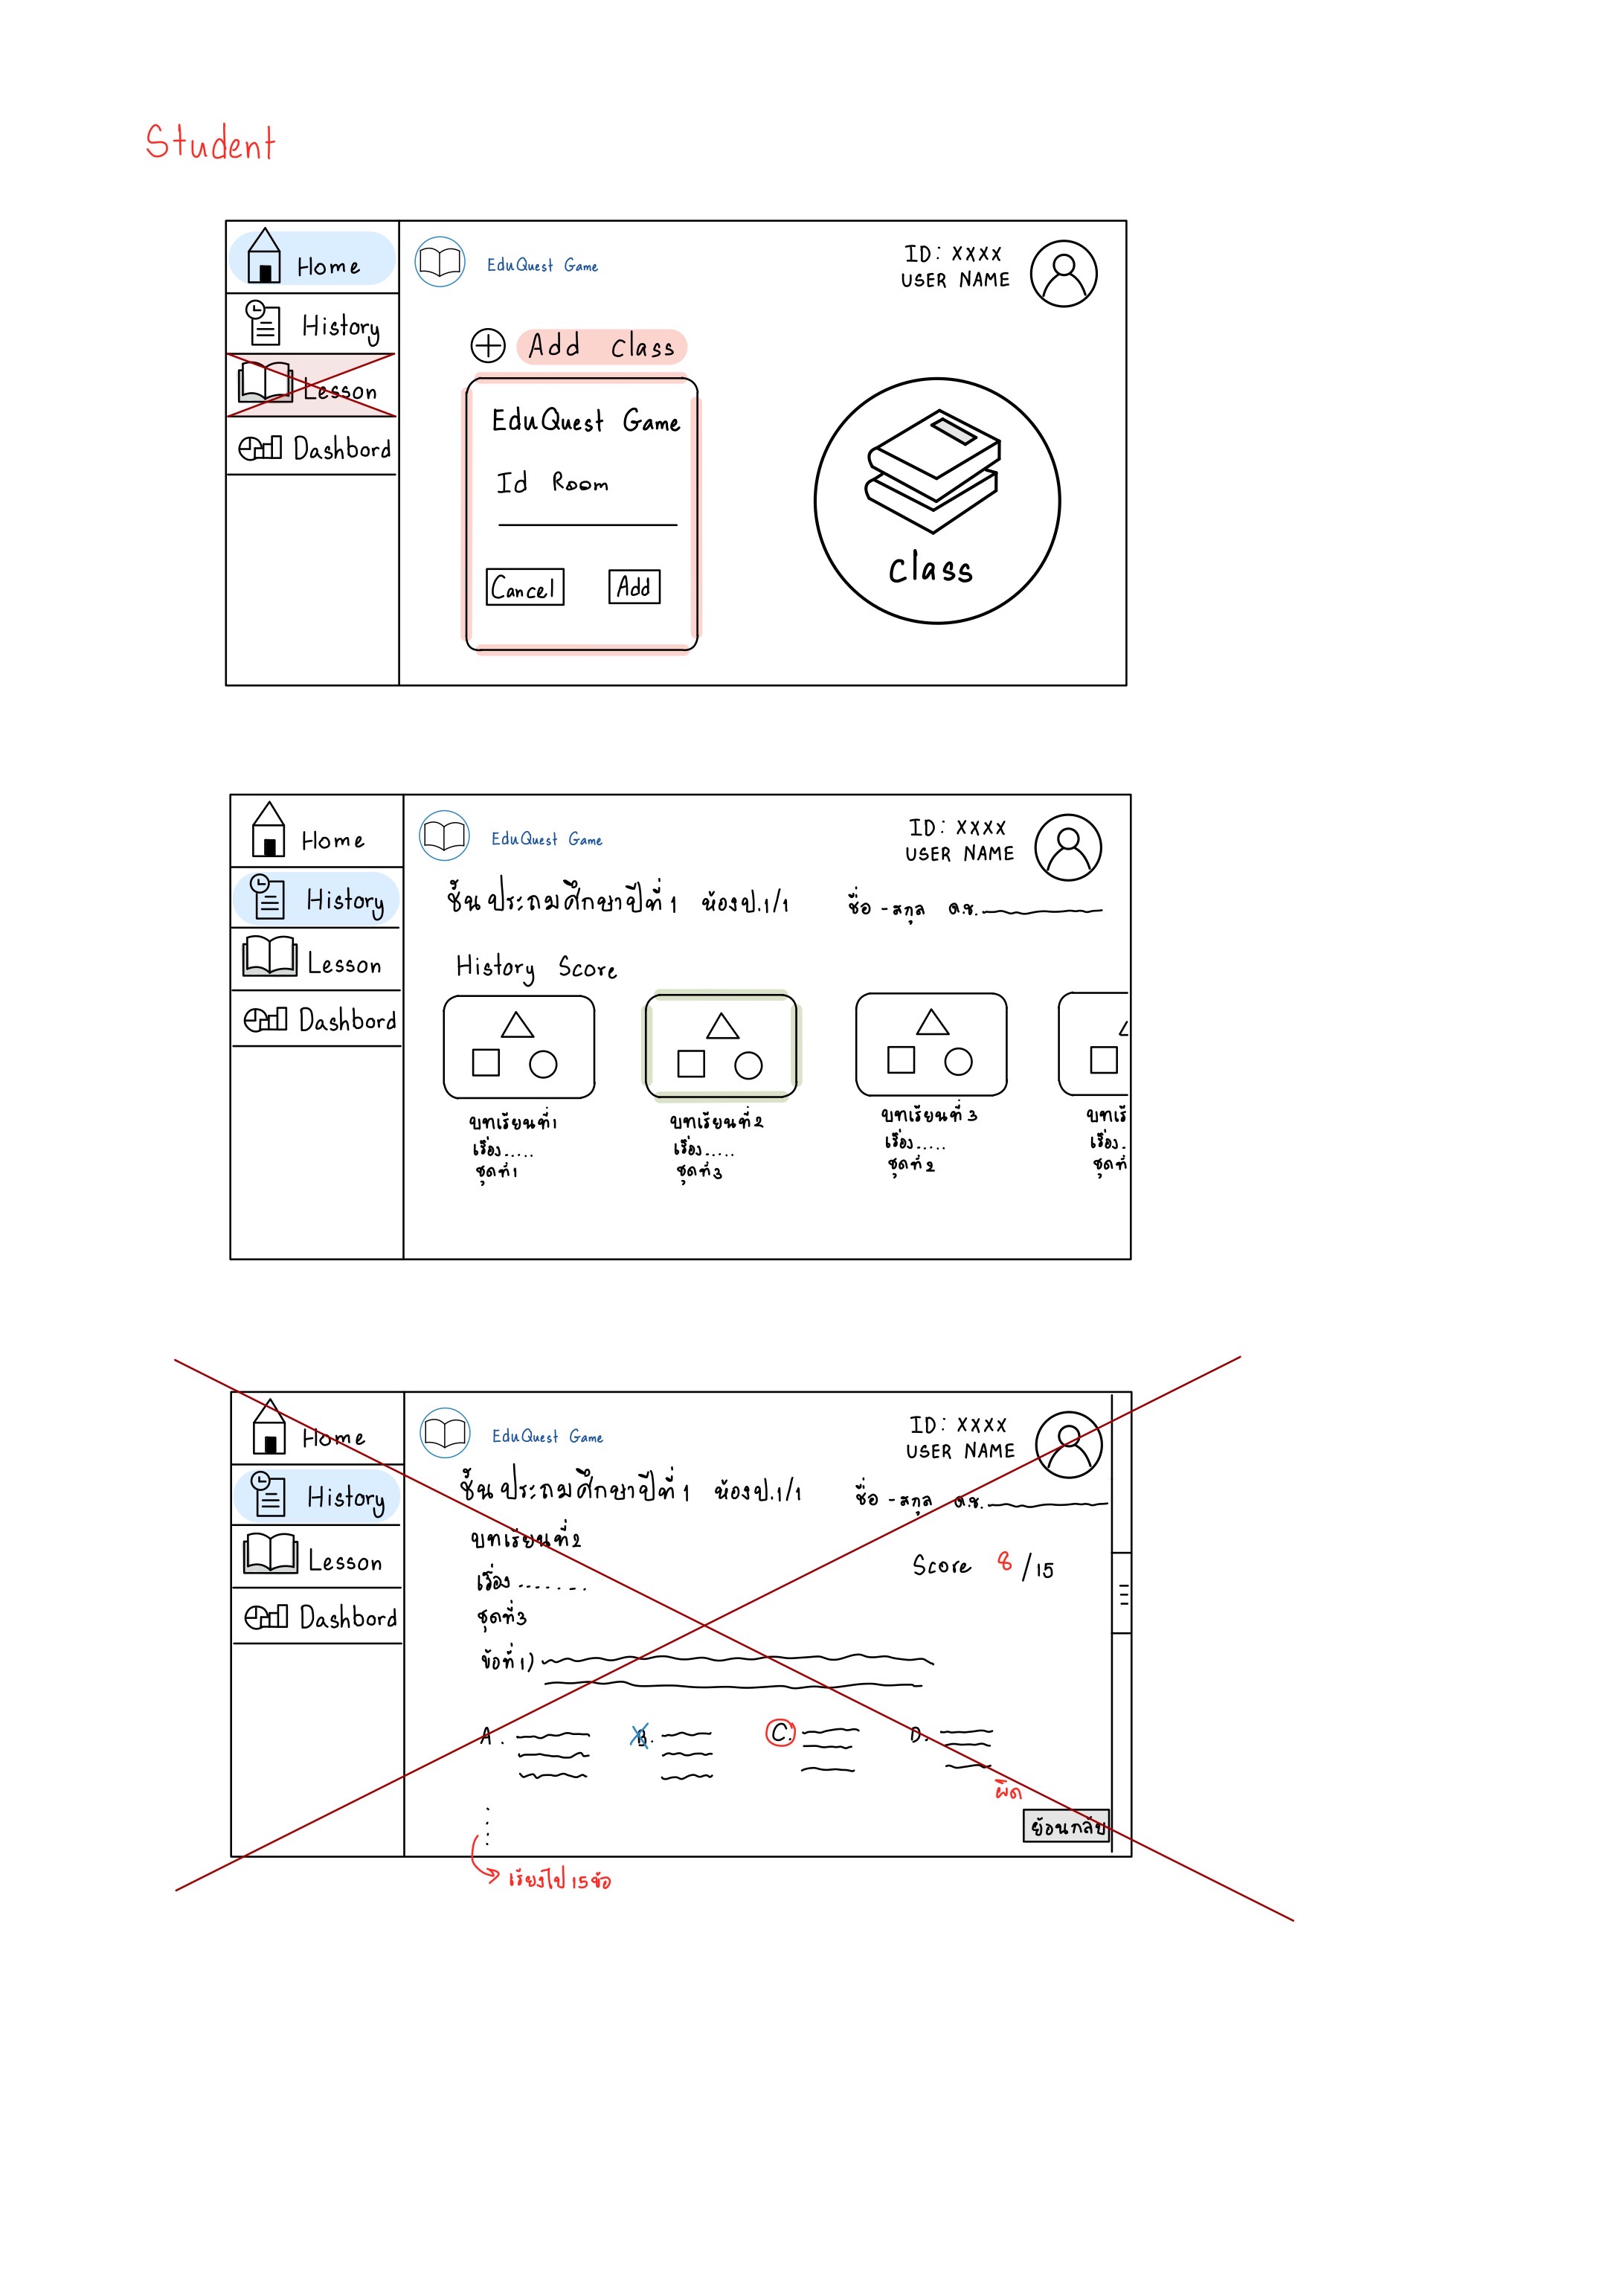 Student
Home
EduQuest Game
ID: XXXX
USER NAME
History
Add class
Lesson
Dashbord
EduQuest Game
Id Room
Cancel
Add
class
Home
EduQuest Game
ID: XXXX
USER NAME
History
ชั้นประถมศึกษาปีที่ 1 ห้องป.1/1
ชื่อ - สกุล ด.ช.
Lesson
History Score
Dashbord
บทเรียนที่1
เรื่อง.....
ชุดที่1
บทเรียนที่2
เรื่อง.....
ชุดที่3
บทเรียนที่3
เรื่อง.....
ชุดที่2
บทเรี
เรื่อง.
ชุดที่
Home
EduQuest Game
ID: XXXX
USER NAME
History
ชั้นประถมศึกษาปีที่ 1 ห้องป.1/1
ชื่อ - สกุล ด.ช.
Lesson
บทเรียนที่2
Score 8/15
เรื่อง.......
Dashbord
ชุดที่3
ข้อที่ 1)
A.
B.
C.
D.
ผิด
ย้อนกลับ
เรียงไป 15 ข้อ